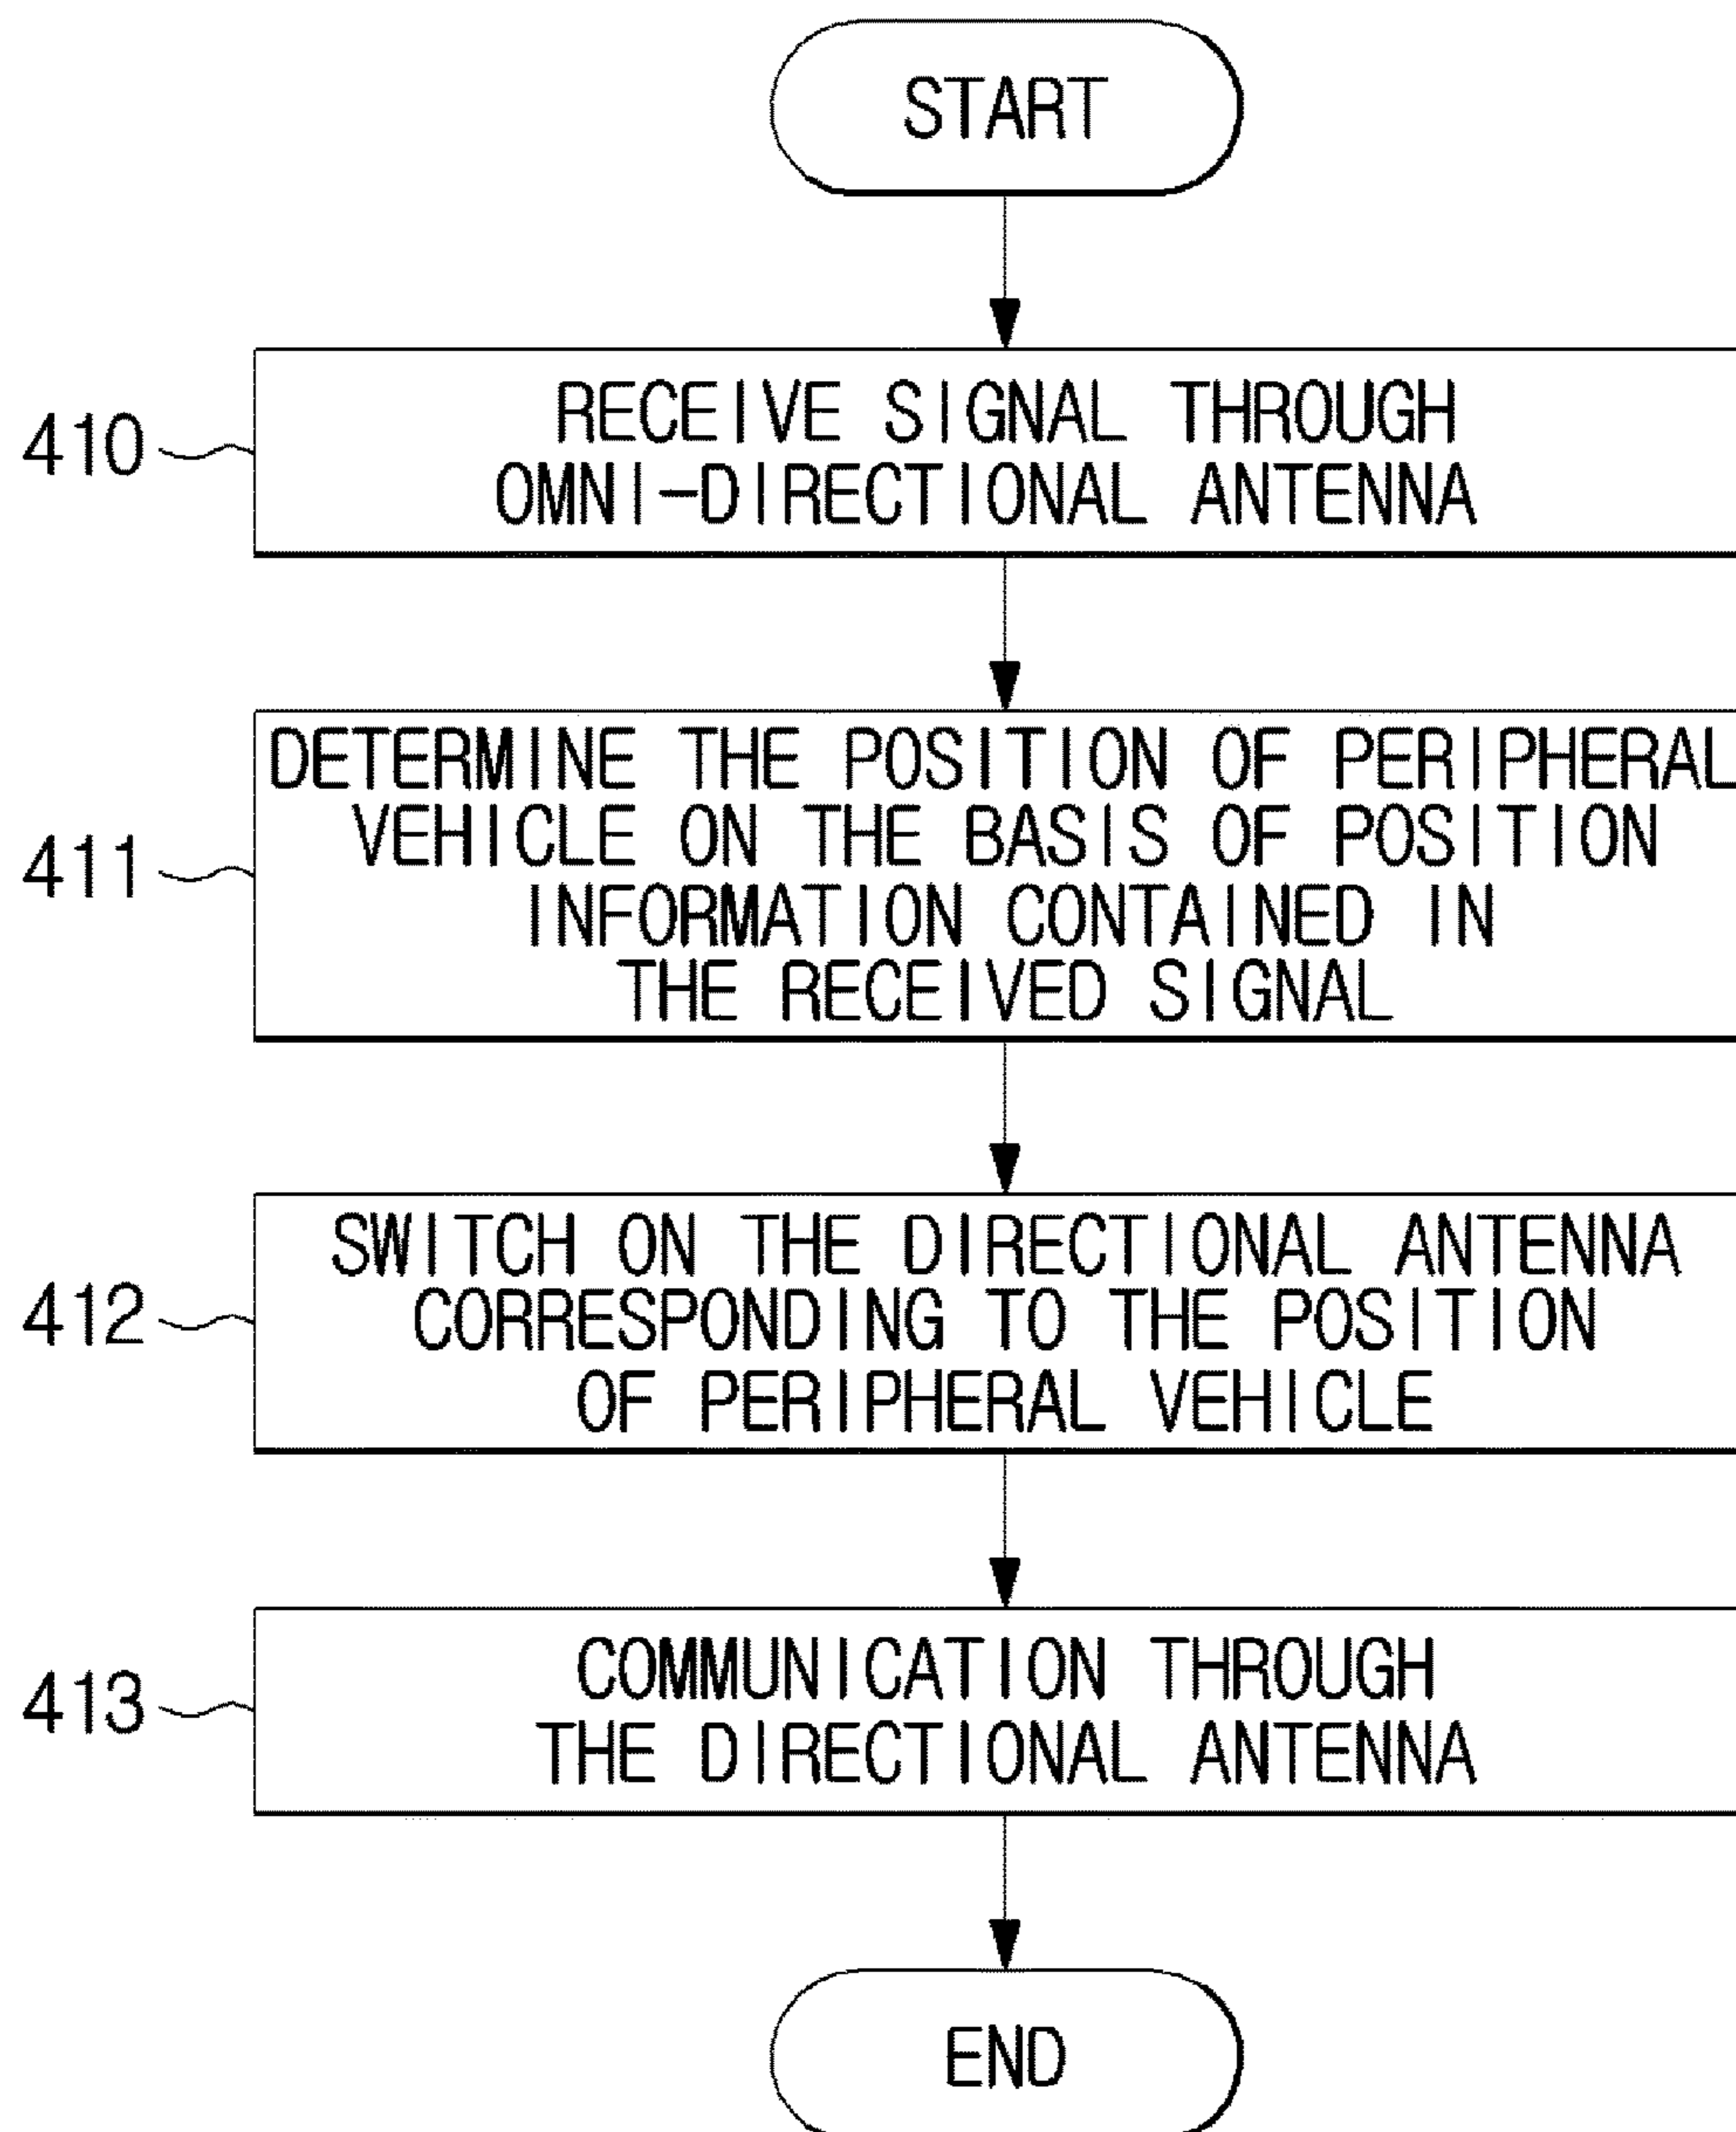 START
410
RECEIVE SIGNAL THROUGH
OMNI-DIRECTIONAL ANTENNA
411
DETERMINE THE POSITION OF PERIPHERAL
VEHICLE ON THE BASIS OF POSITION
INFORMATION CONTAINED IN
THE RECEIVED SIGNAL
412
SWITCH ON THE DIRECTIONAL ANTENNA
CORRESPONDING TO THE POSITION
OF PERIPHERAL VEHICLE
413
COMMUNICATION THROUGH
THE DIRECTIONAL ANTENNA
END